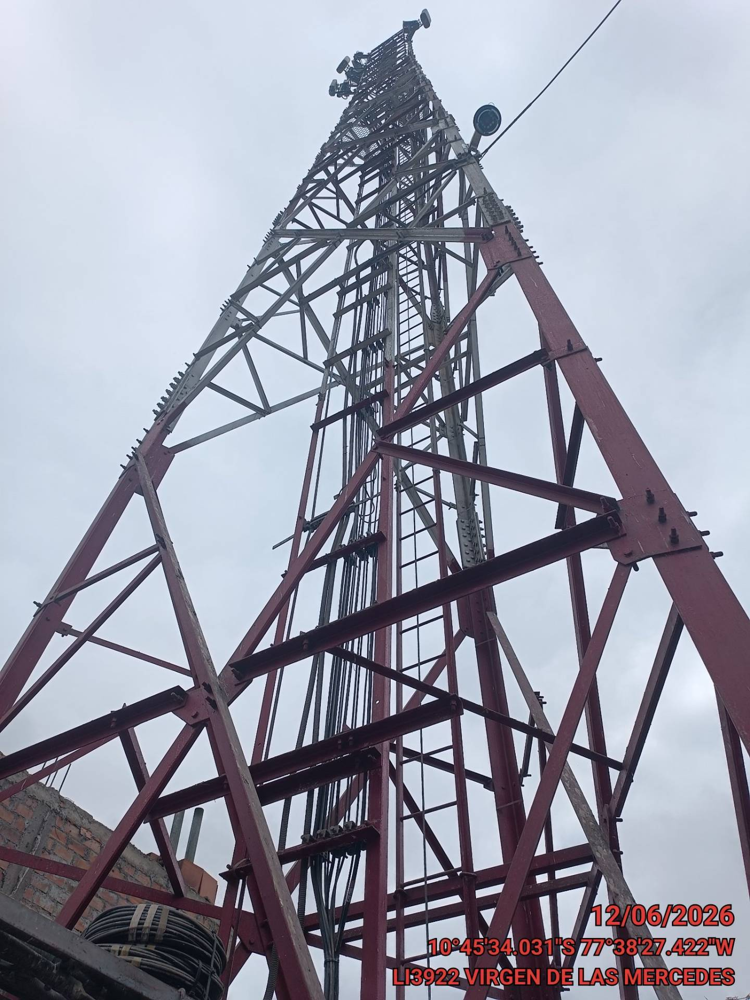 12/06/2026
10°45'34.031"S 77°38'27.422"W
LI3922 VIRGEN DE LAS MERCEDES